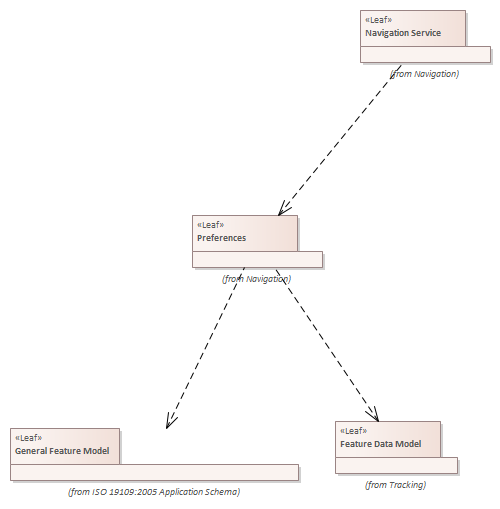 «Leaf»
Navigation Service
(from Navigation)
«Leaf»
Preferences
(from Navigation)
«Leaf»
General Feature Model
(from ISO 19109:2005 Application Schema)
«Leaf»
Feature Data Model
(from Tracking)